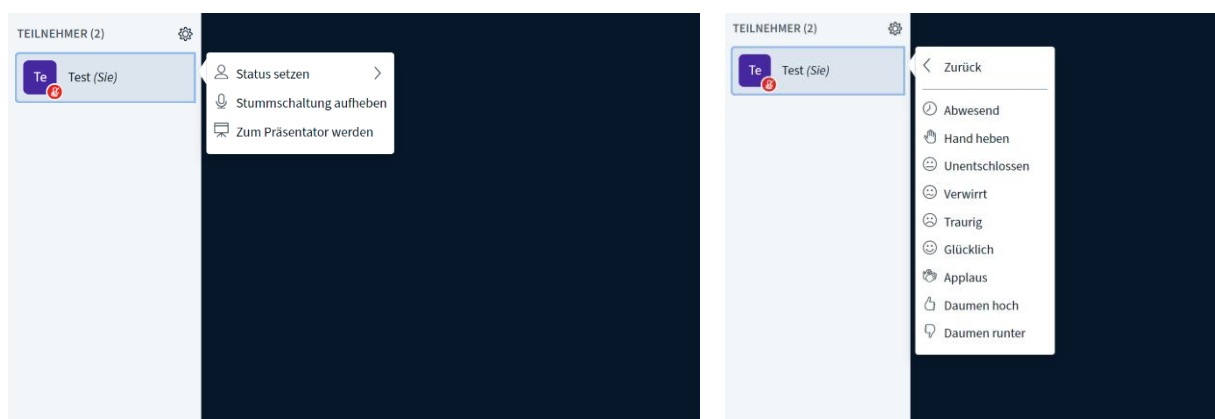 TEILNEHMER (2)
Te Test (Sie)
Status setzen
Stummschaltung aufheben
Zum Präsentator werden
TEILNEHMER (2)
Te Test (Sie)
Zurück
Abwesend
Hand heben
Unentschlossen
Verwirrt
Traurig
Glücklich
Applaus
Daumen hoch
Daumen runter